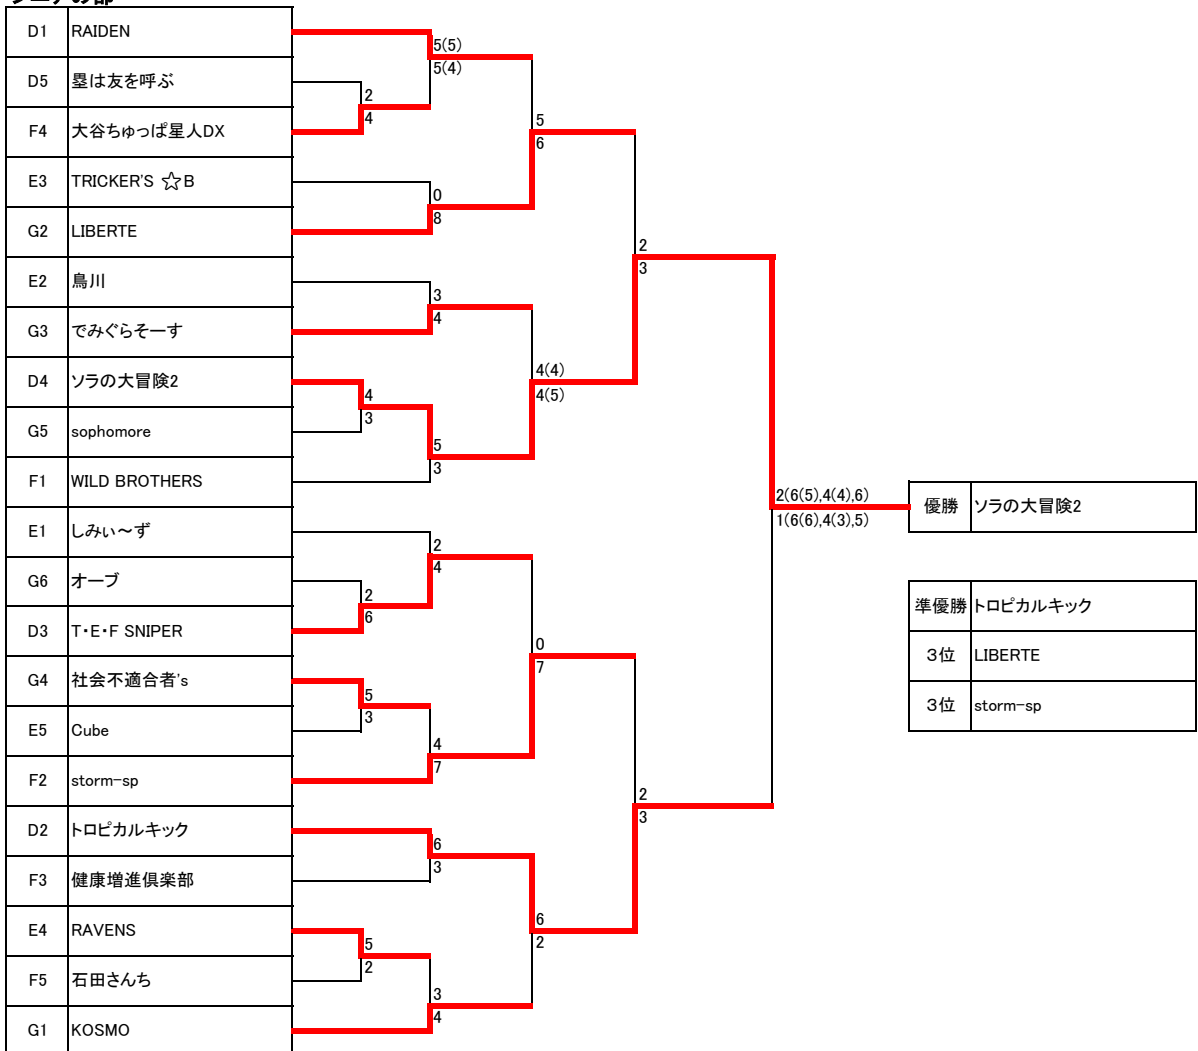 D1 RAIDEN
D5 塁は友を呼ぶ
F4 大谷ちゅっぱ星人DX
E3 TRICKER'S ☆B
G2 LIBERTE
E2 鳥川
G3 でみぐらそーす
D4 ソラの大冒険2
G5 sophomore
F1 WILD BROTHERS
E1 しみぃ～ず
G6 オーブ
D3 T・E・F SNIPER
G4 社会不適合者's
E5 Cube
F2 storm-sp
D2 トロピカルキック
F3 健康増進倶楽部
E4 RAVENS
F5 石田さんち
G1 KOSMO
2
4
4
3
2
6
5
3
5
2
5(5)
5(4)
0
8
3
4
5
3
2
4
4
7
6
3
3
4
5
6
4(4)
4(5)
0
7
6
2
2
3
2
3
2(6(5),4(4),6)
1(6(6),4(3),5)
優勝 ソラの大冒険2
準優勝 トロピカルキック
3位 LIBERTE
3位 storm-sp